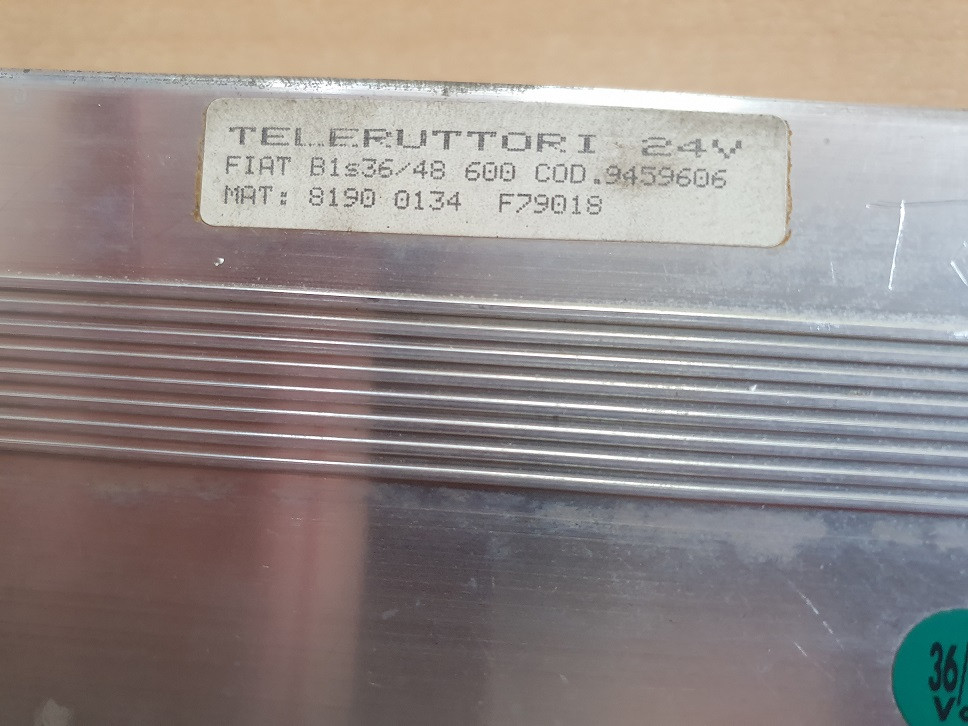 TELERUTTORI 24V
FIAT B1s36/48 600 COD.9459606
MAT: 8190 0134 F79018
36/